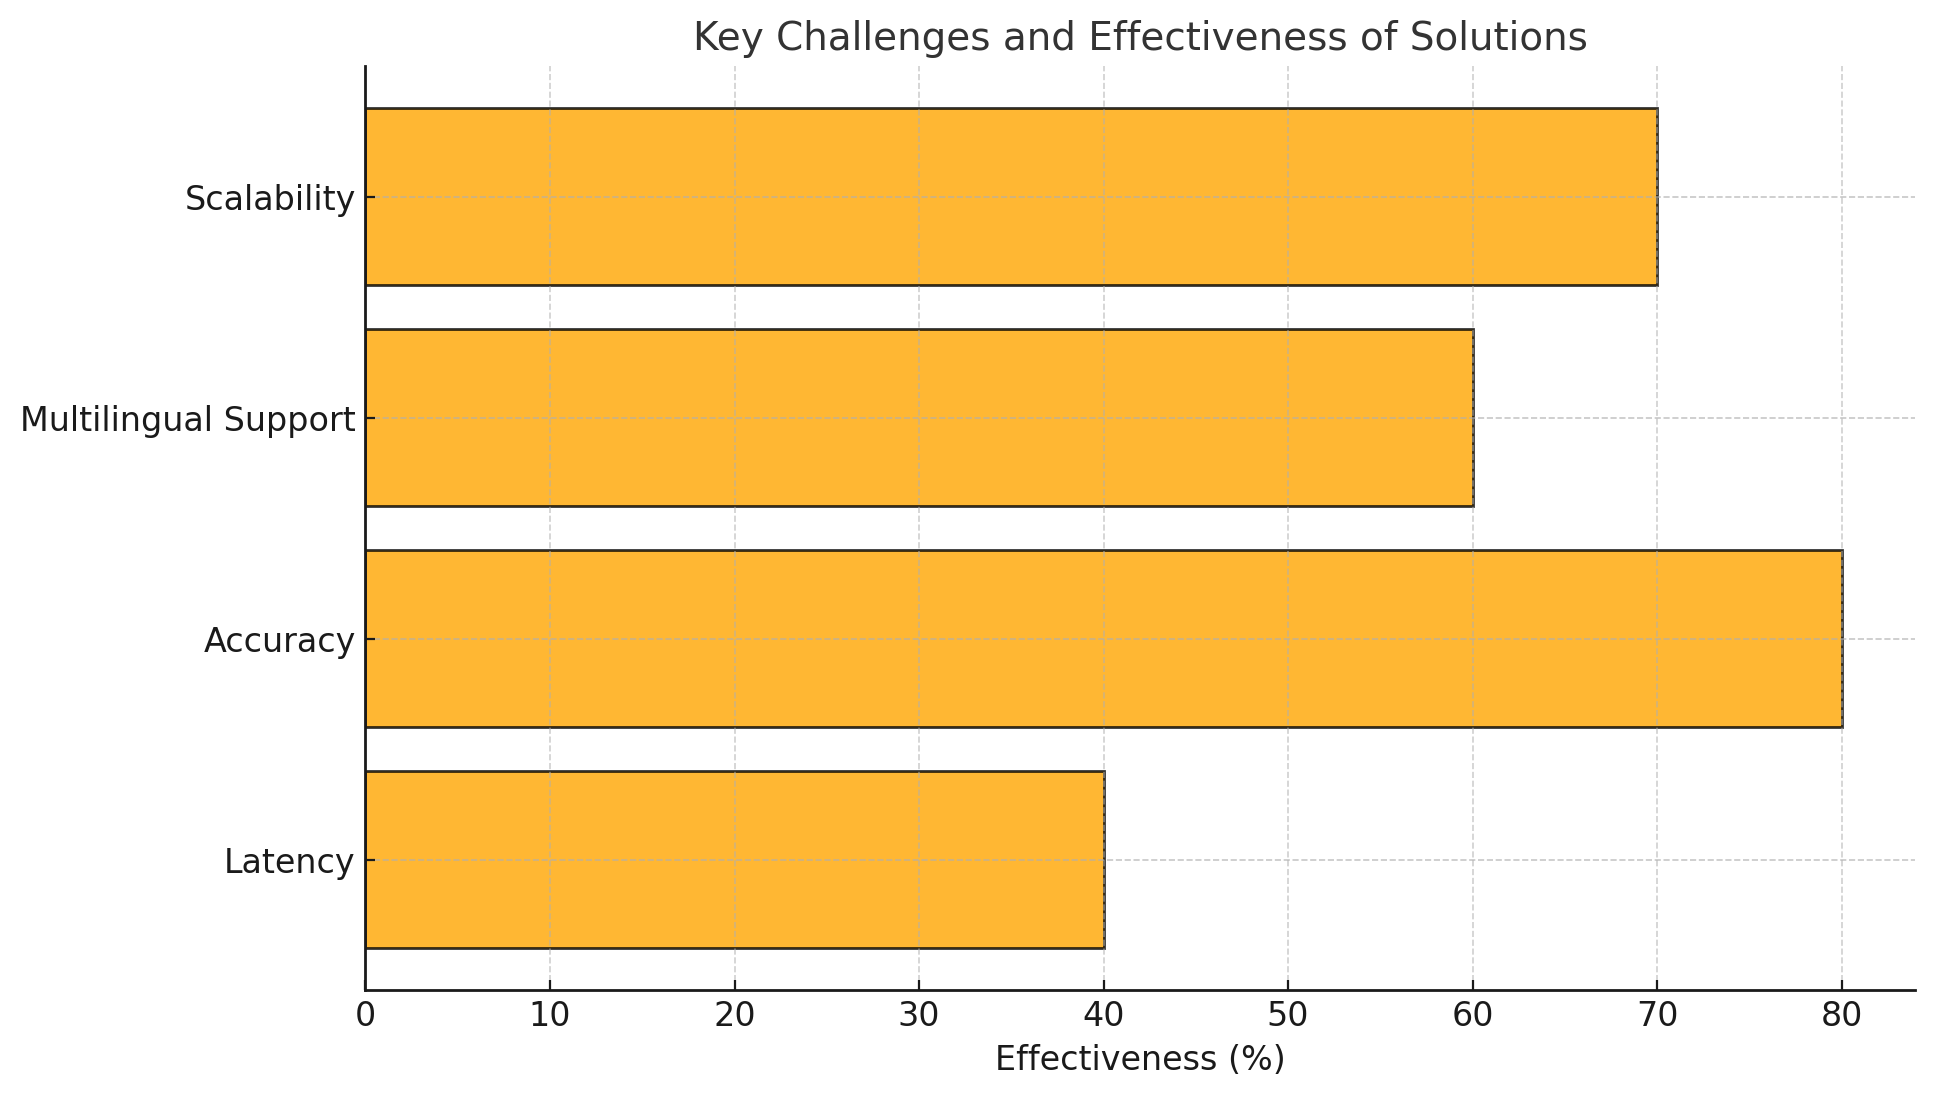 Key Challenges and Effectiveness of Solutions
Scalability
Multilingual Support
Accuracy
Latency
0 10 20 30 40 50 60 70 80
Effectiveness (%)